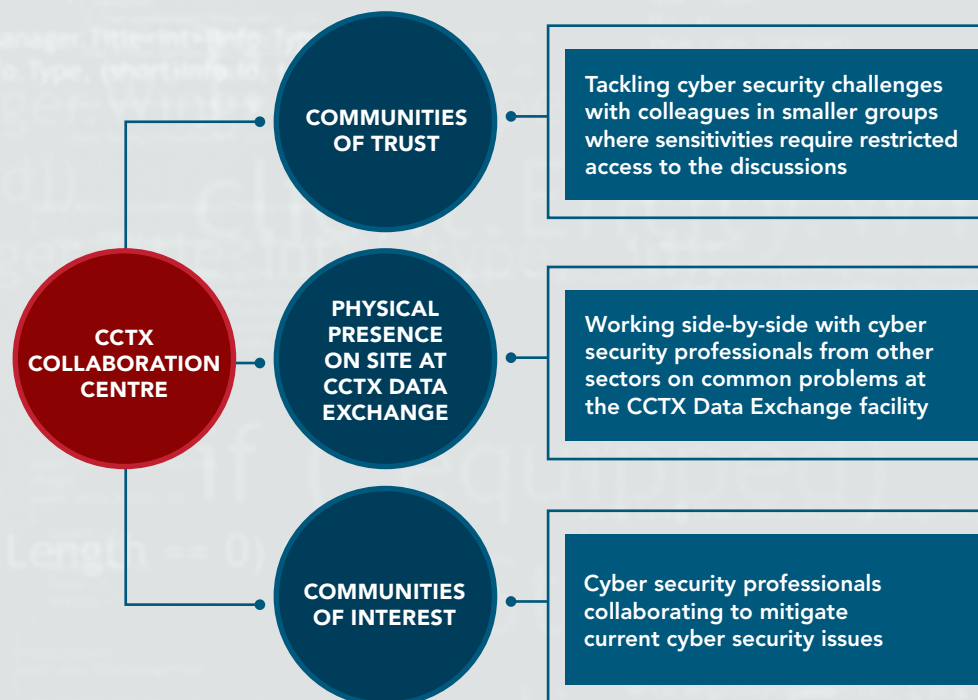 COMMUNITIES
OF TRUST
Tackling cyber security challenges
with colleagues in smaller groups
where sensitivities require restricted
access to the discussions
CCTX
COLLABORATION
CENTRE
PHYSICAL
PRESENCE
ON SITE AT
CCTX DATA
EXCHANGE
Working side-by-side with cyber
security professionals from other
sectors on common problems at
the CCTX Data Exchange facility
COMMUNITIES
OF INTEREST
Cyber security professionals
collaborating to mitigate
current cyber security issues